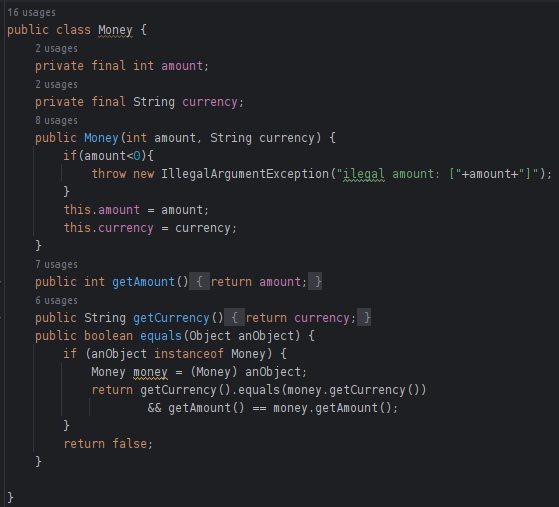 16 usages
public class Money {
2 usages
private final int amount;
2 usages
private final String currency;
8 usages
public Money(int amount, String currency) {
if(amount<0){
throw new IllegalArgumentException("ilegal amount: ["+amount+"]");
}
this.amount = amount;
this.currency = currency;
}
7 usages
public int getAmount() { return amount; }
6 usages
public String getCurrency() { return currency; }
public boolean equals(Object anObject) {
if (anObject instanceof Money) {
Money money = (Money) anObject;
return getCurrency().equals(money.getCurrency())
&& getAmount() == money.getAmount();
}
return false;
}
}